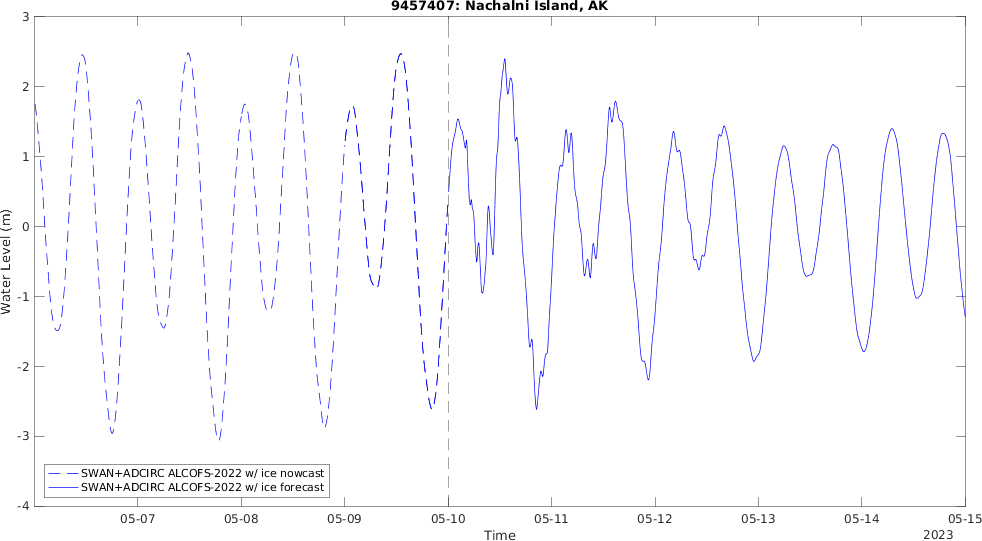 9457407: Nachalni Island, AK
3
2
1
0
-1
-2
-3
-4
Water Level (m)
SWAN+ADCIRC ALCOFS-2022 w/ ice nowcast
SWAN+ADCIRC ALCOFS-2022 w/ ice forecast
05-07 05-08 05-09 05-10 05-11 05-12 05-13 05-14 05-15
Time
2023